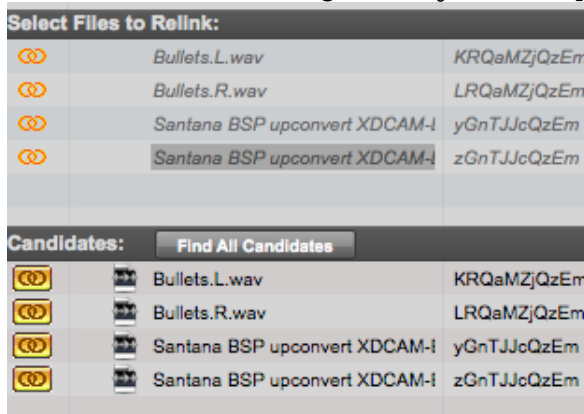 Select Files to Relink:
Bullets.L.wav KRQaMZjQzEm
Bullets.R.wav LRQaMZjQzEm
Santana BSP upconvert XDCAM- yGnTJJcQzEm
Santana BSP upconvert XDCAM- zGnTJJcQzEm
Candidates: Find All Candidates
Bullets.L.wav KRQaMZjQzEm
Bullets.R.wav LRQaMZjQzEm
Santana BSP upconvert XDCAM- yGnTJJcQzEm
Santana BSP upconvert XDCAM- zGnTJJcQzEm